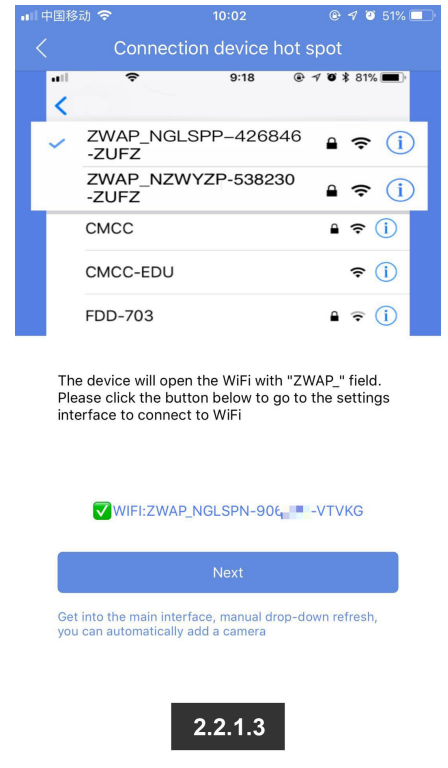 中国移动 10:02 51%
Connection device hot spot
9:18 81%
ZWAP_NGLSPP-426846
-ZUFZ
ZWAP_NZWYZP-538230
-ZUFZ
CMCC
CMCC-EDU
FDD-703
The device will open the WiFi with "ZWAP_" field.
Please click the button below to go to the settings
interface to connect to WiFi
WIFI:ZWAP_NGLSPN-906 -VTVKG
Next
Get into the main interface, manual drop-down refresh,
you can automatically add a camera
2.2.1.3